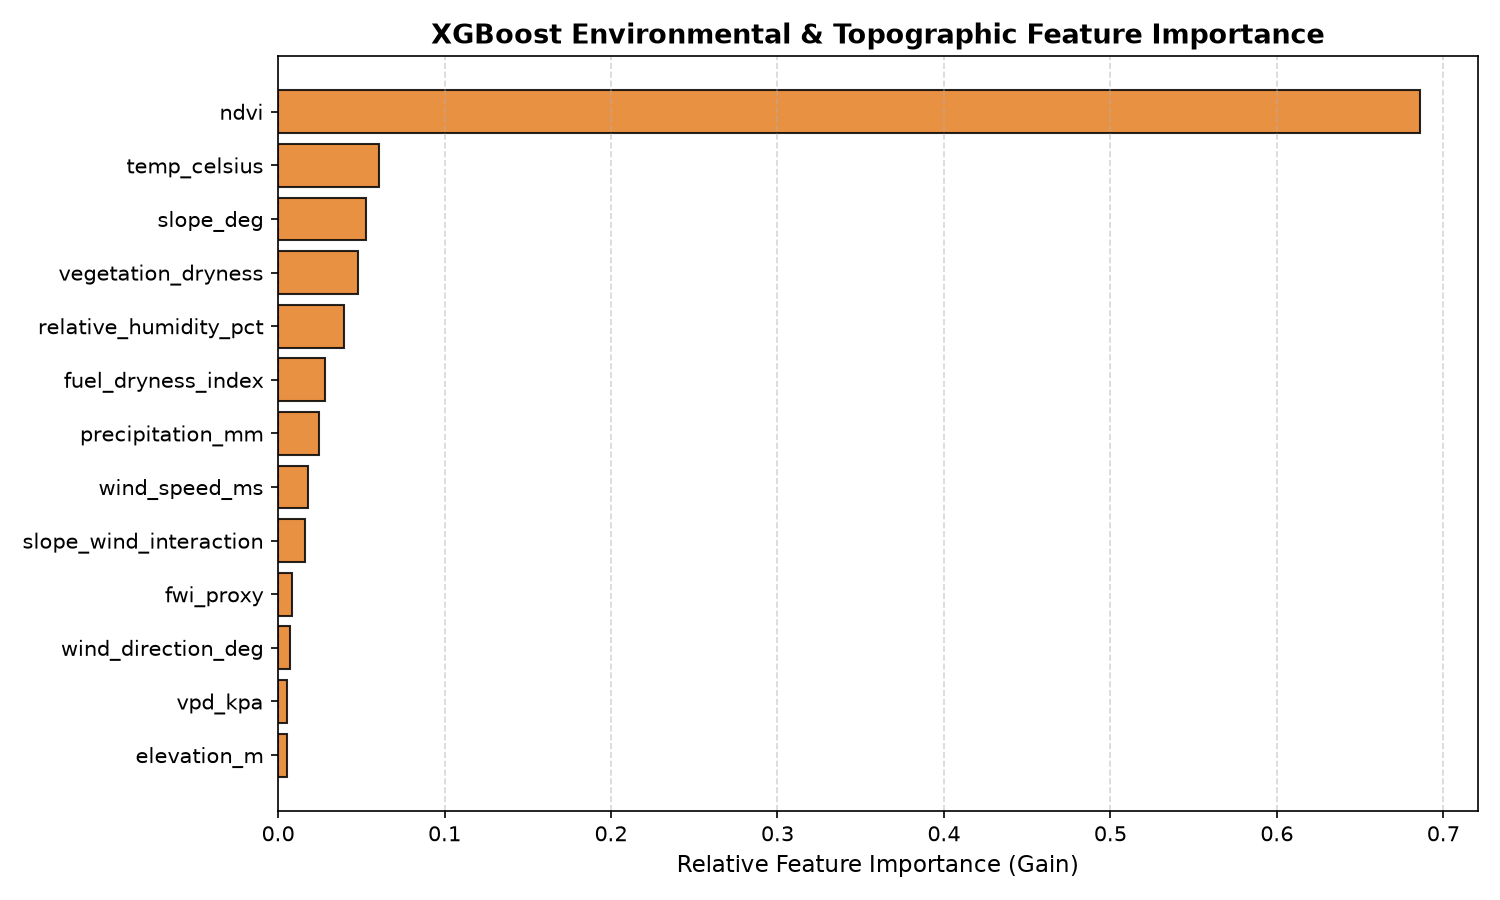 XGBoost Environmental & Topographic Feature Importance
ndvi
temp_celsius
slope_deg
vegetation_dryness
relative_humidity_pct
fuel_dryness_index
precipitation_mm
wind_speed_ms
slope_wind_interaction
fwi_proxy
wind_direction_deg
vpd_kpa
elevation_m
0.0 0.1 0.2 0.3 0.4 0.5 0.6 0.7
Relative Feature Importance (Gain)